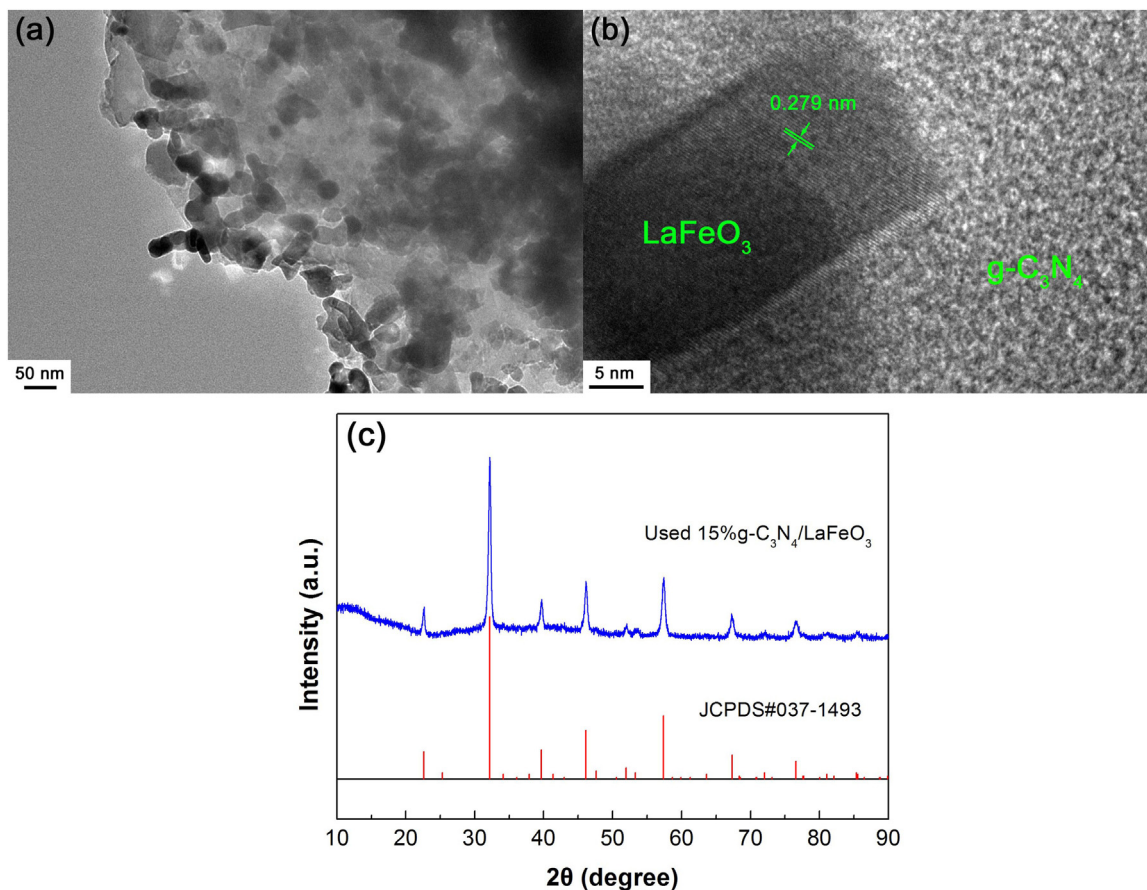 (a)
50 nm
(b)
0.279 nm
LaFeO₃
g-C₃N₄
5 nm
(c)
Used 15%g-C₃N₄/LaFeO₃
JCPDS#037-1493
Intensity (a.u.)
10 20 30 40 50 60 70 80 90
2θ (degree)